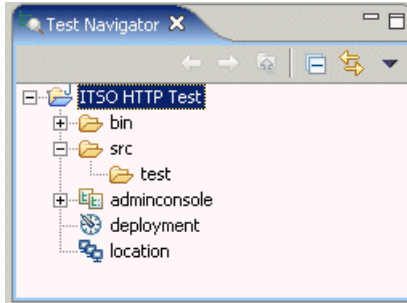 Test Navigator
ITSO HTTP Test
bin
src
test
adminconsole
deployment
location